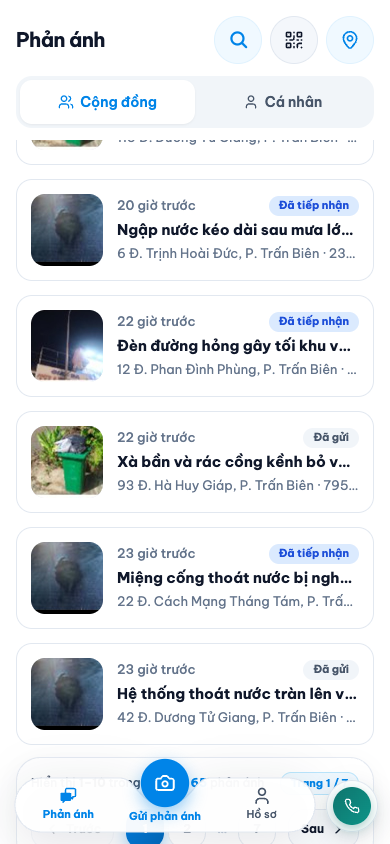 Phản ánh
Cộng đồng
Cá nhân
20 giờ trước
Đã tiếp nhận
Ngập nước kéo dài sau mưa lớ...
6 Đ. Trịnh Hoài Đức, P. Trấn Biên · 23...
22 giờ trước
Đã tiếp nhận
Đèn đường hỏng gây tối khu v...
12 Đ. Phan Đình Phùng, P. Trấn Biên · ...
22 giờ trước
Đã gửi
Xà bần và rác cồng kềnh bỏ v...
93 Đ. Hà Huy Giáp, P. Trấn Biên · 795...
23 giờ trước
Đã tiếp nhận
Miệng cống thoát nước bị ngh...
22 Đ. Cách Mạng Tháng Tám, P. Trấ...
23 giờ trước
Đã gửi
Hệ thống thoát nước tràn lên v...
42 Đ. Dương Tử Giang, P. Trấn Biên · ...
Phản ánh
Gửi phản ánh
Hồ sơ
Sau